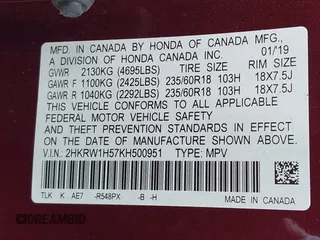 MFD. IN CANADA BY HONDA OF CANADA MFG.,
A DIVISION OF HONDA CANADA INC. 01/19
GVWR 2130KG (4695LBS) TIRE SIZE RIM SIZE
GAWR F 1100KG (2425LBS) 235/60R18 103H 18X7.5J
GAWR R 1040KG (2292LBS) 235/60R18 103H 18X7.5J
THIS VEHICLE CONFORMS TO ALL APPLICABLE
FEDERAL MOTOR VEHICLE SAFETY
AND THEFT PREVENTION STANDARDS IN EFFECT
ON THE DATE OF MANUFACTURE SHOWN ABOVE.
V.I.N.: 2HKRW1H57KH500951 TYPE: MPV
TLK K AE7 -R548PX -B -H
DREAMBID